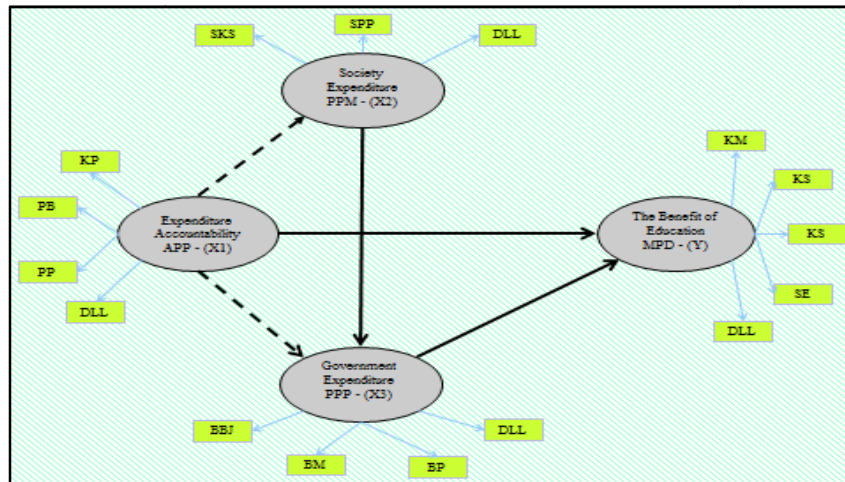 SPP
SKS
DLL
Society
Expenditure
PPM - (X2)
KP
PB
PP
DLL
Expenditure
Accountability
APP - (X1)
KM
KS
KS
SE
DLL
The Benefit of
Education
MPD - (Y)
Government
Expenditure
PPP - (X3)
BBJ
BM
BP
DLL